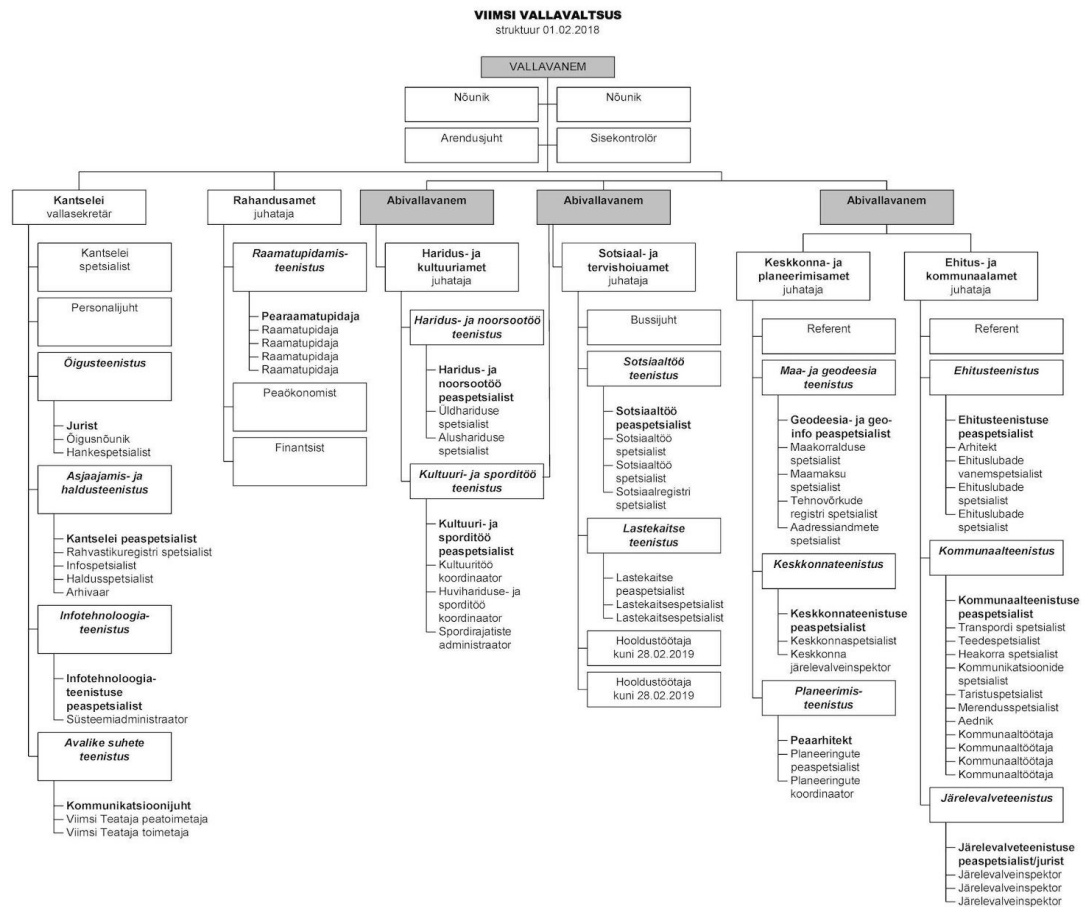 VIIMSI VALLAVALTSUS
struktuur 01.02.2018
VALLAVANEM
Nõunik
Nõunik
Arendusjuht
Sisekontrolör
Kantselei
vallasekretär
Kantselei
spetsialist
Personalijuht
Õigusteenistus
Jurist
Õigusnõunik
Hankespetsialist
Asjaajamis- ja
haldusteenistus
Kantselei peaspetsialist
Rahvastikuregistri spetsialist
Infospetsialist
Haldusspetsialist
Arhivaar
Infotehnoloogia-
teenistus
Infotehnoloogia-
teenistuse
peaspetsialist
Süsteemiadministraator
Avalike suhete
teenistus
Kommunikatsioonijuht
Viimsi Teataja peatoimetaja
Viimsi Teataja toimetaja
Rahandusamet
juhataja
Raamatupidamis-
teenistus
Pearaamatupidaja
Raamatupidaja
Raamatupidaja
Raamatupidaja
Raamatupidaja
Peaökonomist
Finantsist
Abivallavanem
Haridus- ja
kultuuriamet
juhataja
Haridus- ja noorsootöö
teenistus
Haridus- ja
noorsootöö
peaspetsialist
Üldhariduse
spetsialist
Alushariduse
spetsialist
Kultuuri- ja sporditöö
teenistus
Kultuuri- ja
sporditöö
peaspetsialist
Kultuuritöö
koordinaator
Huvihariduse- ja
sporditöö
koordinaator
Spordirajatiste
administraator
Abivallavanem
Sotsiaal- ja
tervishoiuamet
juhataja
Bussijuht
Sotsiaaltöö
teenistus
Sotsiaaltöö
peaspetsialist
Sotsiaaltöö
spetsialist
Sotsiaaltöö
spetsialist
Sotsiaalregistri
spetsialist
Lastekaitse
teenistus
Lastekaitse
peaspetsialist
Lastekaitsespetsialist
Lastekaitsespetsialist
Hooldustöötaja
kuni 28.02.2019
Hooldustöötaja
kuni 28.02.2019
Abivallavanem
Keskkonna- ja
planeerimisamet
juhataja
Referent
Maa- ja geodeesia
teenistus
Geodeesia- ja geo-
info peaspetsialist
Maakorralduse
spetsialist
Maamaksu
spetsialist
Tehnovõrkude
registri spetsialist
Aadressiandmete
spetsialist
Keskkonnateenistus
Keskkonnateenistuse
peaspetsialist
Keskkonnaspetsialist
Keskkonna
järelevalveinspektor
Planeerimis-
teenistus
Peaarhitekt
Planeeringute
peaspetsialist
Planeeringute
koordinaator
Ehitus- ja
kommunaalamet
juhataja
Referent
Ehitusteenistus
Ehitusteenistuse
peaspetsialist
Arhitekt
Ehituslubade
vanemspetsialist
Ehituslubade
spetsialist
Ehituslubade
spetsialist
Kommunaalteenistus
Kommunaalteenistuse
peaspetsialist
Transpordi spetsialist
Teedespetsialist
Heakorra spetsialist
Kommunikatsioonide
spetsialist
Taristuspetsialist
Merendusspetsialist
Aednik
Kommunaaltöötaja
Kommunaaltöötaja
Kommunaaltöötaja
Kommunaaltöötaja
Järelevalveteenistus
Järelevalveteenistuse
peaspetsialist/jurist
Järelevalveinspektor
Järelevalveinspektor
Järelevalveinspektor